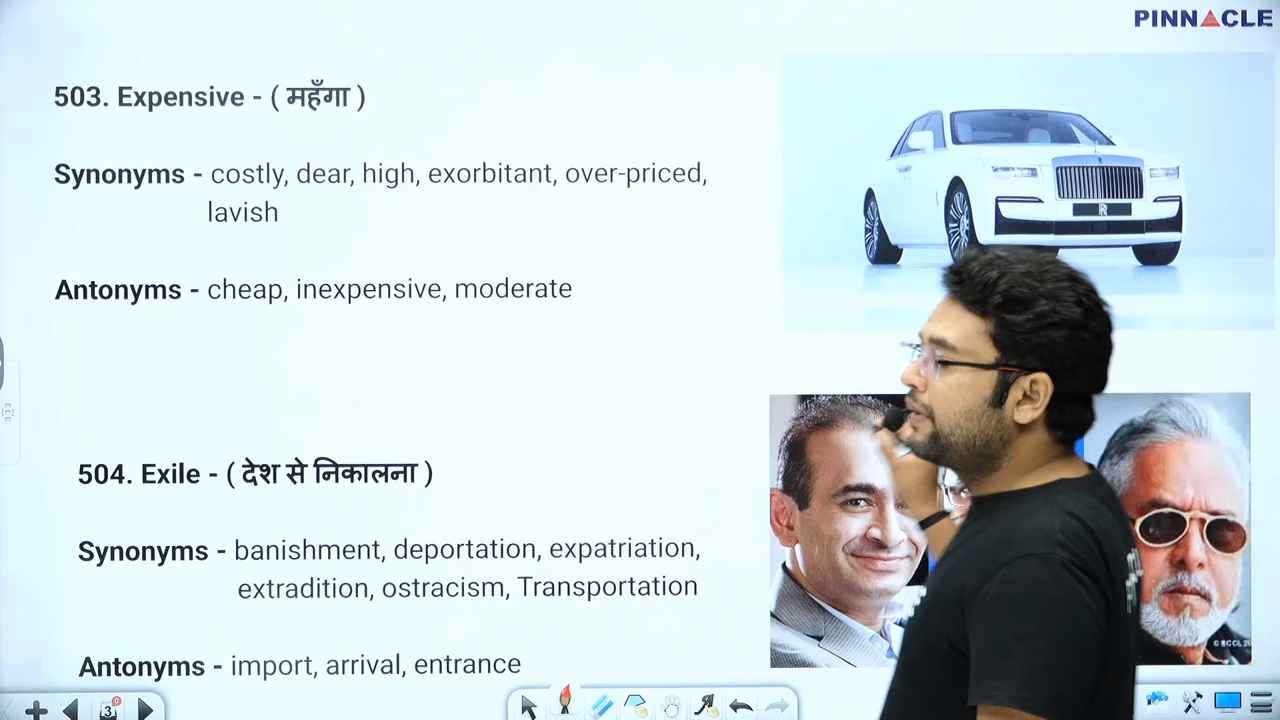 PINNACLE
503. Expensive - ( महँगा )
Synonyms - costly, dear, high, exorbitant, over-priced,
lavish
Antonyms - cheap, inexpensive, moderate
504. Exile - ( देश से निकालना )
Synonyms - banishment, deportation, expatriation,
extradition, ostracism, Transportation
Antonyms - import, arrival, entrance
3